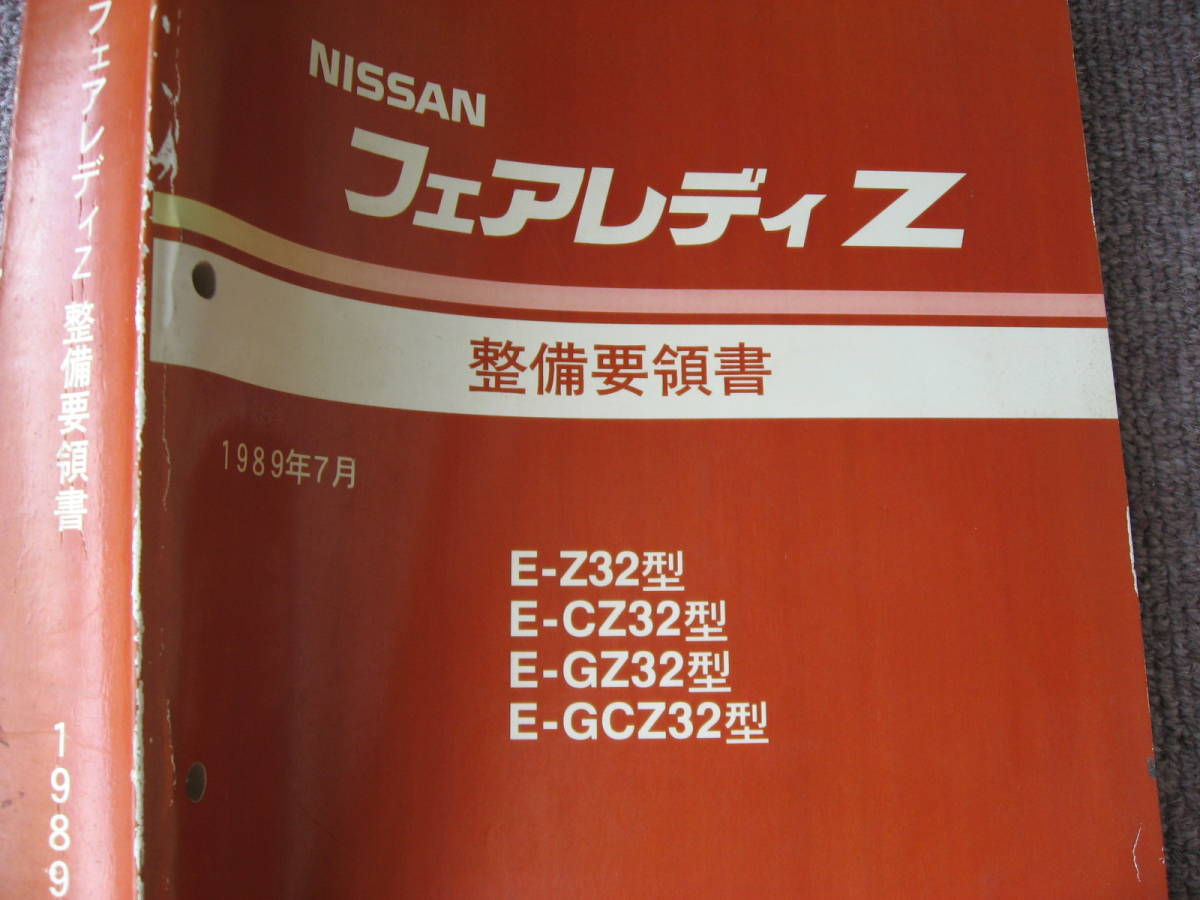 フェアレディZ 整備要領書 1989
NISSAN
フェアレディZ
整備要領書
1989年7月
E-Z32型
E-CZ32型
E-GZ32型
E-GCZ32型